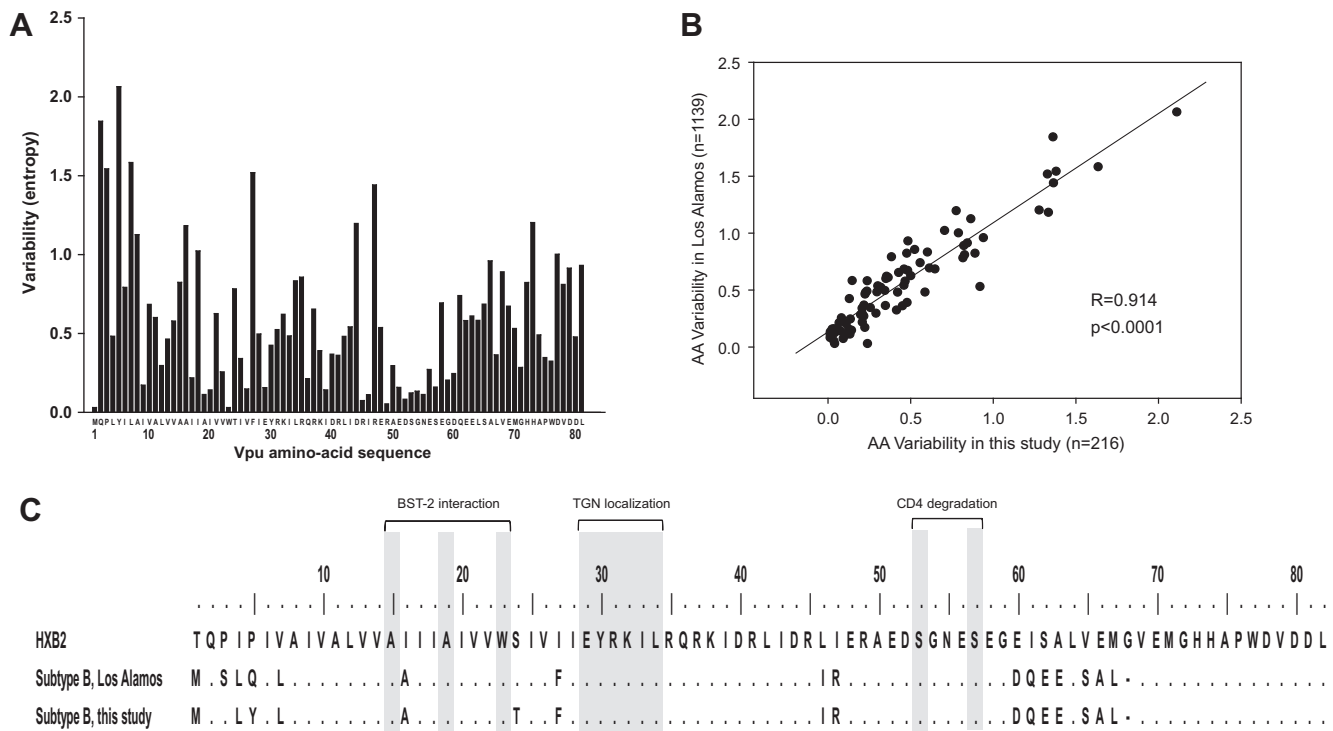 A
2.5
2.0
1.5
1.0
0.5
0.0
Variability (entropy)
MQPLYILAIVALVVAAIIAIVVWTIVFIEYRKILRQRKIDRLIDRIRERAEDSGNESEGDQEELSALVEMGHHAPWDVDDL
1 10 20 30 40 50 60 70 80
Vpu amino-acid sequence
B
2.5
2.0
1.5
1.0
0.5
0.0
AA Variability in Los Alamos (n=1139)
R=0.914
p<0.0001
0.0 0.5 1.0 1.5 2.0 2.5
AA Variability in this study (n=216)
C
BST-2 interaction TGN localization CD4 degradation
10 20 30 40 50 60 70 80
HXB2 TQPIPIVAIVALVVAIIIAIVVWSIVIIEYRKILRQRKIDRLIDRLIERAEDSGNESEGEISALVEMGVEMGHHAPWDVDDL
Subtype B, Los Alamos M.SLQ.L........A..........F..................IR............DQEE.SAL-..............
Subtype B, this study M..LY.L........A.......T..F..................IR............DQEE.SAL-..............